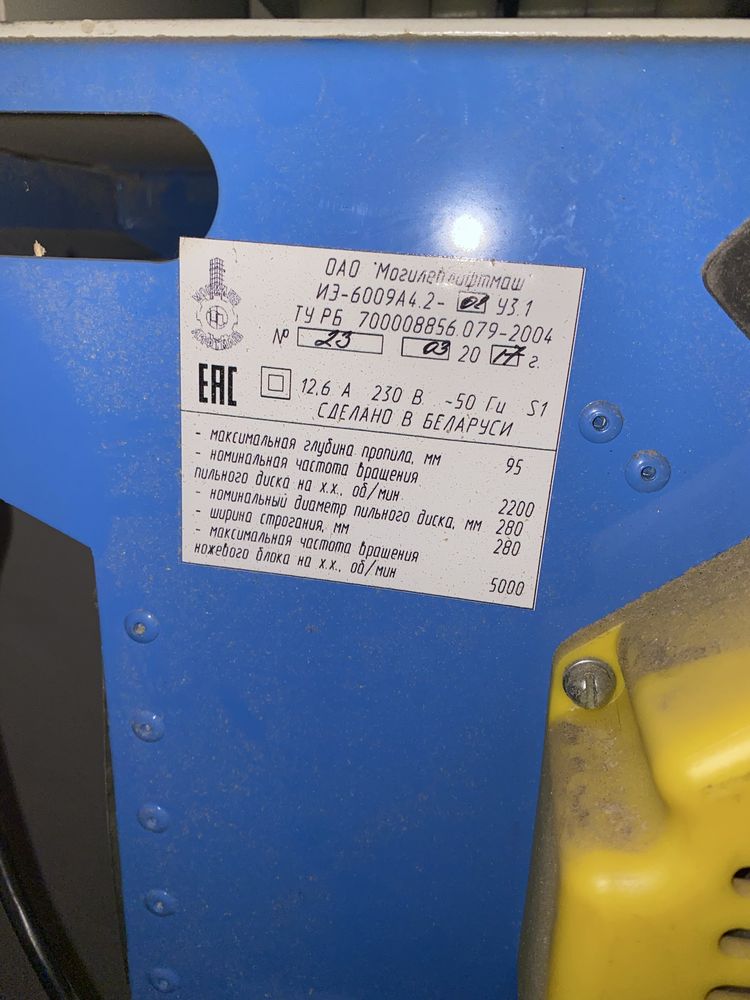 ОАО "Могилевлифтмаш"
ИЭ-6009А4.2- 02 У3.1
ТУ РБ 700008856.079-2004
№ 23 03 20 17 г.
EAC 12,6 А 230 В ~50 Гц S1
СДЕЛАНО В БЕЛАРУСИ
- максимальная глубина пропила, мм 95
- номинальная частота вращения
пильного диска на х.х., об/мин 2200
- номинальный диаметр пильного диска, мм 280
- ширина строгания, мм 280
- максимальная частота вращения
ножевого блока на х.х., об/мин 5000